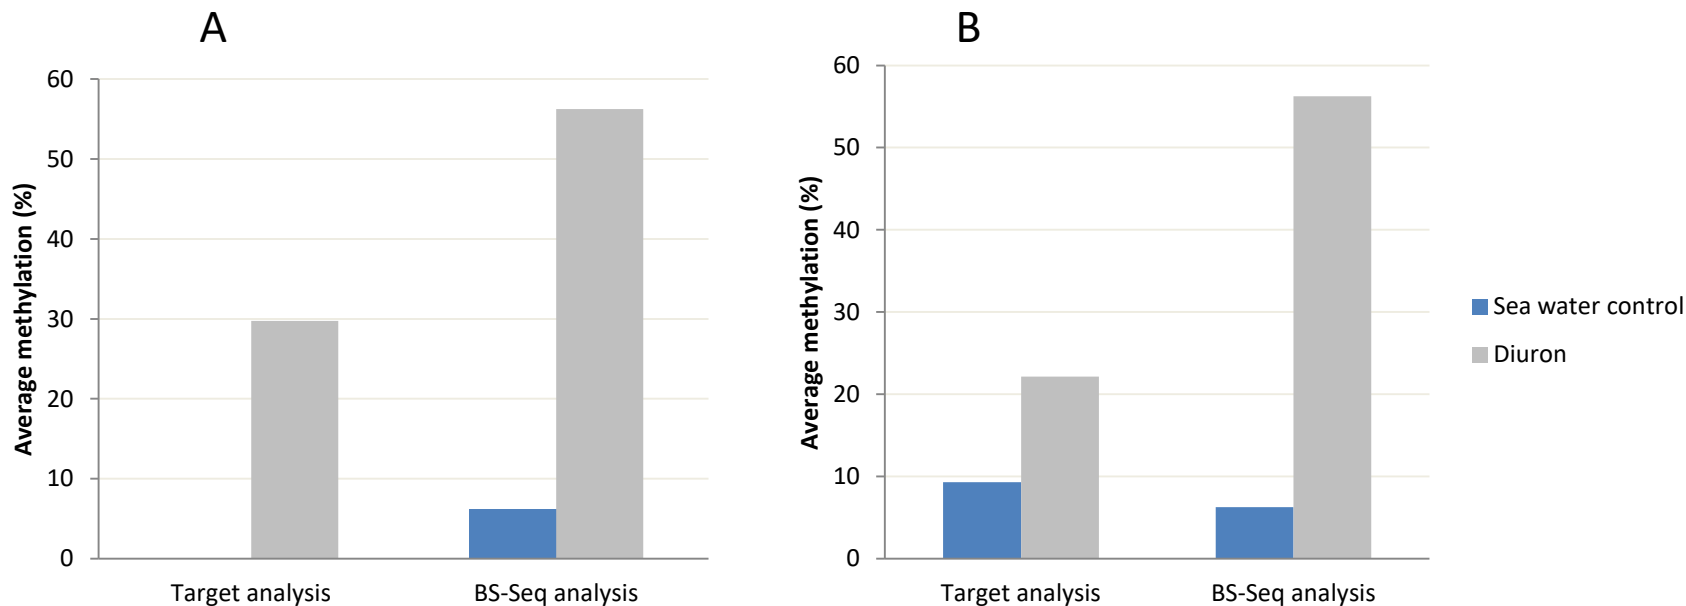 A
Average methylation (%)
60
50
40
30
20
10
0
Target analysis
BS-Seq analysis
B
Average methylation (%)
60
50
40
30
20
10
0
Target analysis
BS-Seq analysis
Sea water control
Diuron